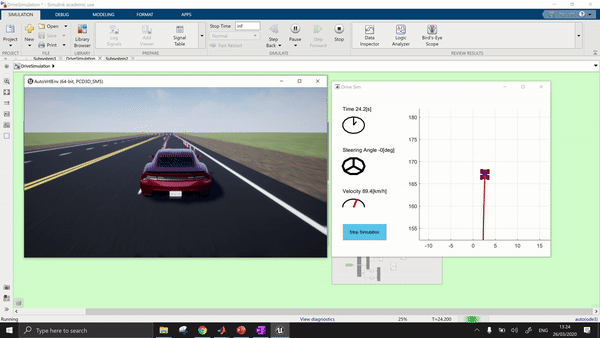 DriveSimulation * - Simulink academic use
SIMULATION DEBUG MODELING FORMAT APPS
Project New Open Save Print Library Browser Log Signals Add Viewer Signal Table Stop Time inf Normal Fast Restart Step Back Pause Step Forward Stop Data Inspector Logic Analyzer Bird's Eye Scope
PROJECT FILE LIBRARY PREPARE SIMULATE REVIEW RESULTS
Subsystem1 DriveSimulation Subsystem2
DriveSimulation
AutoVrtlEnv (64-bit, PCD3D_SM5)
Drive Sim
Time 24.2[s]
Steering Angle -0[deg]
Velocity 89.4[km/h]
Stop Simulation
180
175
170
165
160
155
-10 -5 0 5 10 15
Running View diagnostics 25% T=24.200 auto(ode3)
Type here to search
ENG
13:24
26/03/2020